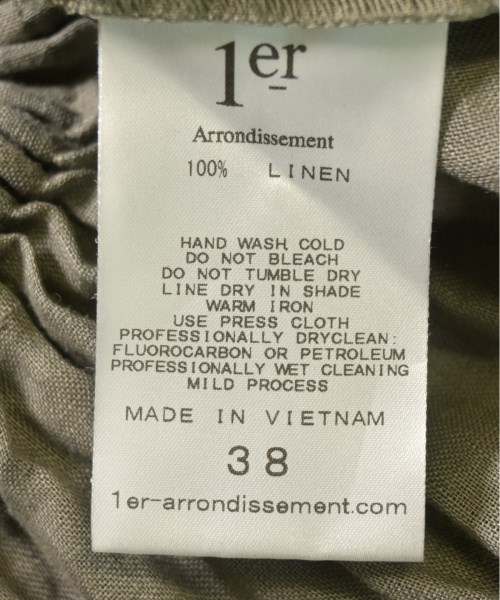 1er
Arrondissement
100% LINEN
HAND WASH COLD
DO NOT BLEACH
DO NOT TUMBLE DRY
LINE DRY IN SHADE
WARM IRON
USE PRESS CLOTH
PROFESSIONALLY DRYCLEAN:
FLUOROCARBON OR PETROLEUM
PROFESSIONALLY WET CLEANING
MILD PROCESS
MADE IN VIETNAM
38
1er-arrondissement.com